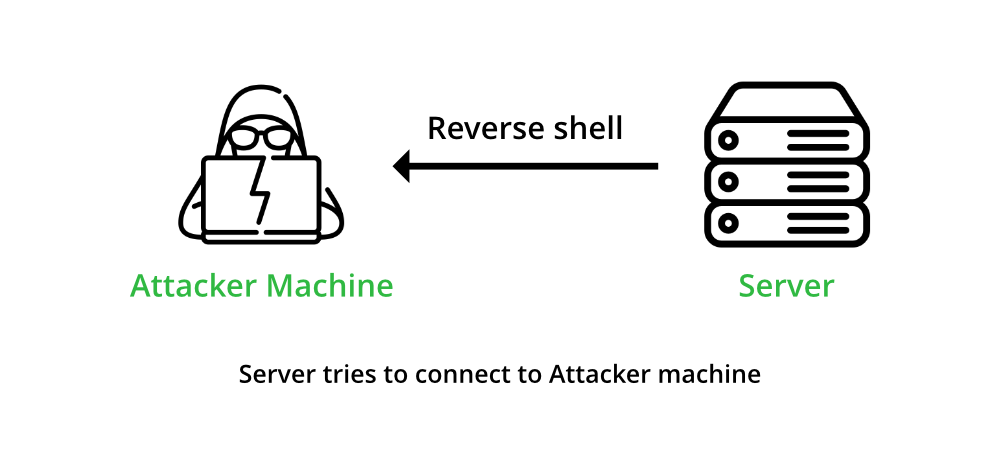 Reverse shell
Attacker Machine
Server
Server tries to connect to Attacker machine